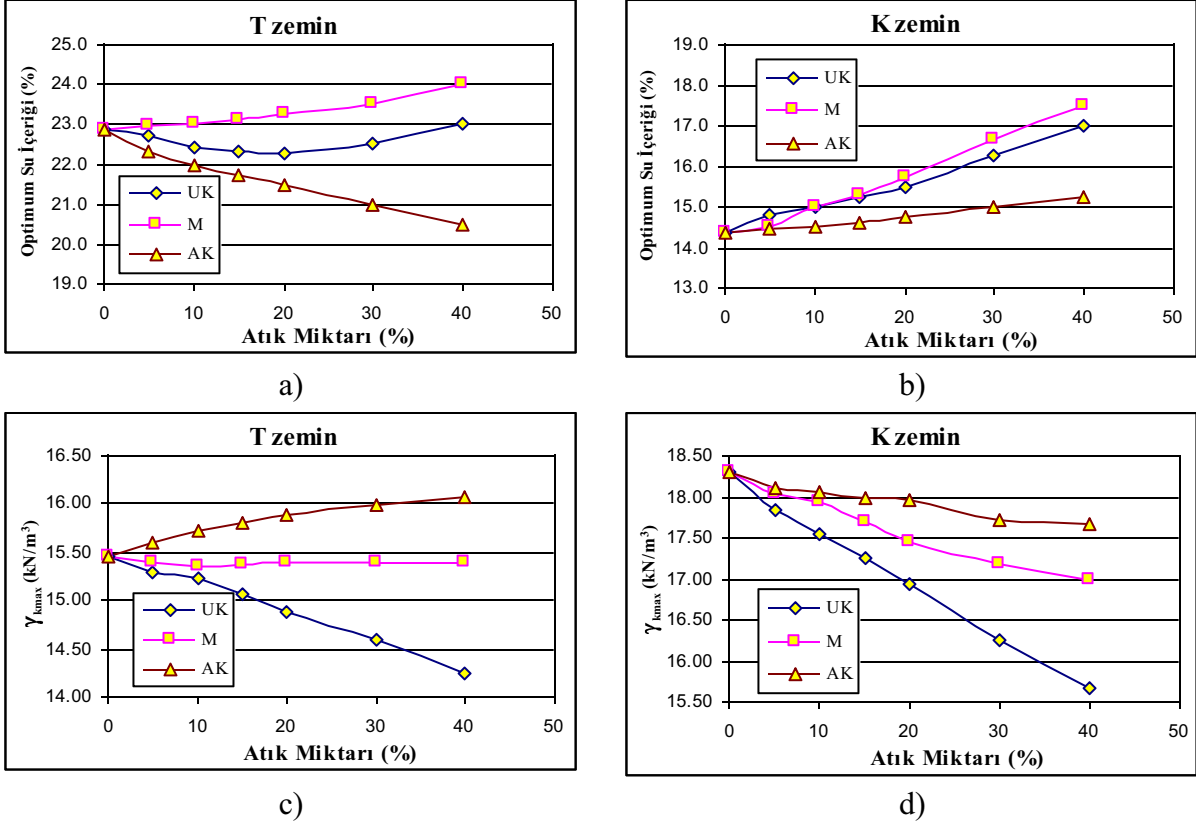 T zemin
Optimum Su İçeriği (%)
25.0
24.0
23.0
22.0
21.0
20.0
19.0
UK
M
AK
0 10 20 30 40 50
Atık Miktarı (%)
a)
K zemin
Optimum Su İçeriği (%)
19.0
18.0
17.0
16.0
15.0
14.0
13.0
UK
M
AK
0 10 20 30 40 50
Atık Miktarı (%)
b)
T zemin
γkmax (kN/m³)
16.50
16.00
15.50
15.00
14.50
14.00
UK
M
AK
0 10 20 30 40 50
Atık Miktarı (%)
c)
K zemin
γkmax (kN/m³)
18.50
18.00
17.50
17.00
16.50
16.00
15.50
UK
M
AK
0 10 20 30 40 50
Atık Miktarı (%)
d)